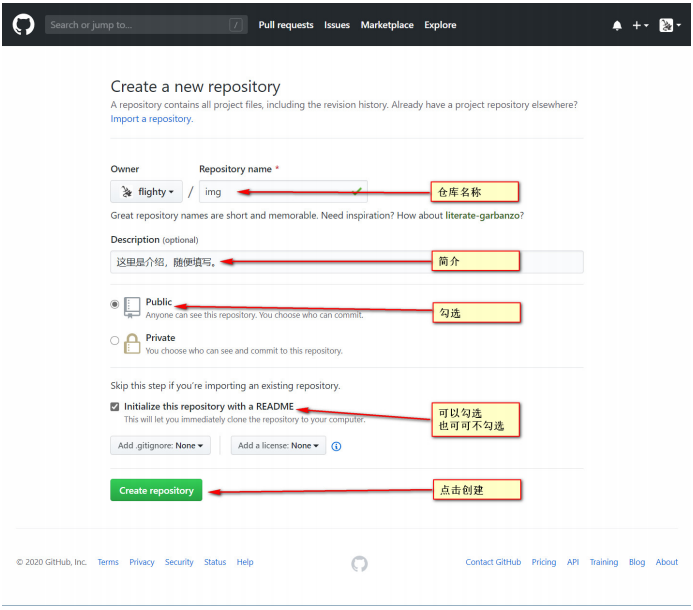 Search or jump to... /
Pull requests Issues Marketplace Explore
Create a new repository
A repository contains all project files, including the revision history. Already have a project repository elsewhere?
Import a repository.
Owner Repository name *
flighty / img
仓库名称
Great repository names are short and memorable. Need inspiration? How about literate-garbanzo?
Description (optional)
这里是介绍，随便填写。
简介
Public
Anyone can see this repository. You choose who can commit.
勾选
Private
You choose who can see and commit to this repository.
Skip this step if you're importing an existing repository.
Initialize this repository with a README
This will let you immediately clone the repository to your computer.
可以勾选
也可可不勾选
Add .gitignore: None Add a license: None
Create repository
点击创建
© 2020 GitHub, Inc. Terms Privacy Security Status Help Contact GitHub Pricing API Training Blog About